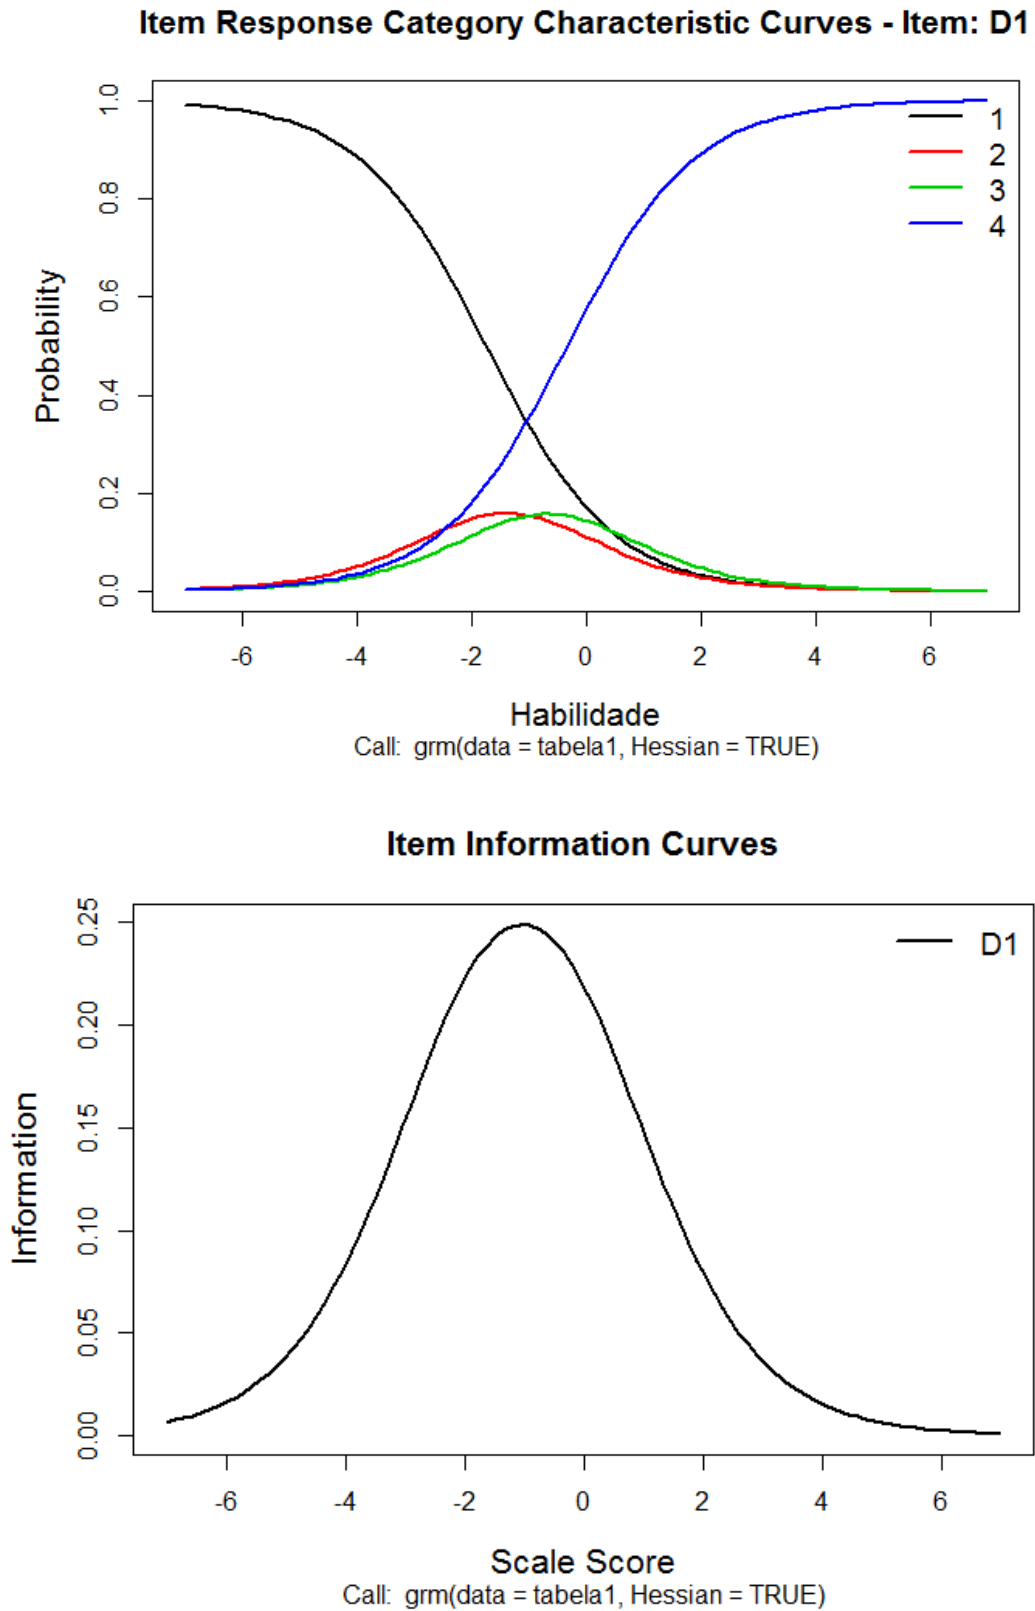 Item Response Category Characteristic Curves - Item: D1
1.0
0.8
0.6
0.4
0.2
0.0
Probability
1
2
3
4
-6 -4 -2 0 2 4 6
Habilidade
Call: grm(data = tabela1, Hessian = TRUE)
Item Information Curves
0.25
0.20
0.15
0.10
0.05
0.00
Information
D1
-6 -4 -2 0 2 4 6
Scale Score
Call: grm(data = tabela1, Hessian = TRUE)